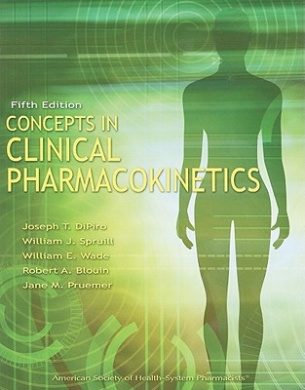 Fifth Edition
CONCEPTS IN
CLINICAL
PHARMACOKINETICS
Joseph T. DiPiro
William J. Spruill
William E. Wade
Robert A. Blouin
Jane M. Pruemer
American Society of Health-System Pharmacists®